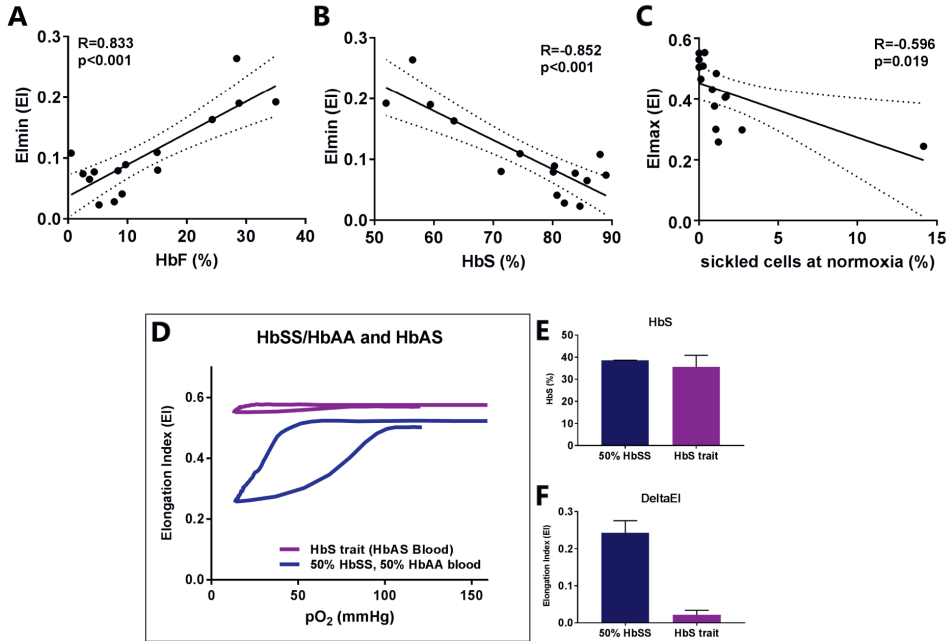 A
R=0.833
p<0.001
EImin (EI)
0.3
0.2
0.1
0.0
0
10
20
30
40
HbF (%)
B
R=-0.852
p<0.001
EImin (EI)
0.3
0.2
0.1
0.0
50
60
70
80
90
HbS (%)
C
R=-0.596
p=0.019
EImax (EI)
0.6
0.4
0.2
0.0
0
5
10
15
sickled cells at normoxia (%)
D
HbSS/HbAA and HbAS
Elongation Index (EI)
0.6
0.4
0.2
0.0
0
50
100
150
pO₂ (mmHg)
HbS trait (HbAS Blood)
50% HbSS, 50% HbAA blood
E
HbS
HbS (%)
50
40
30
20
10
0
50% HbSS
HbS trait
F
DeltaEI
Elongation Index (EI)
0.3
0.2
0.1
0.0
50% HbSS
HbS trait